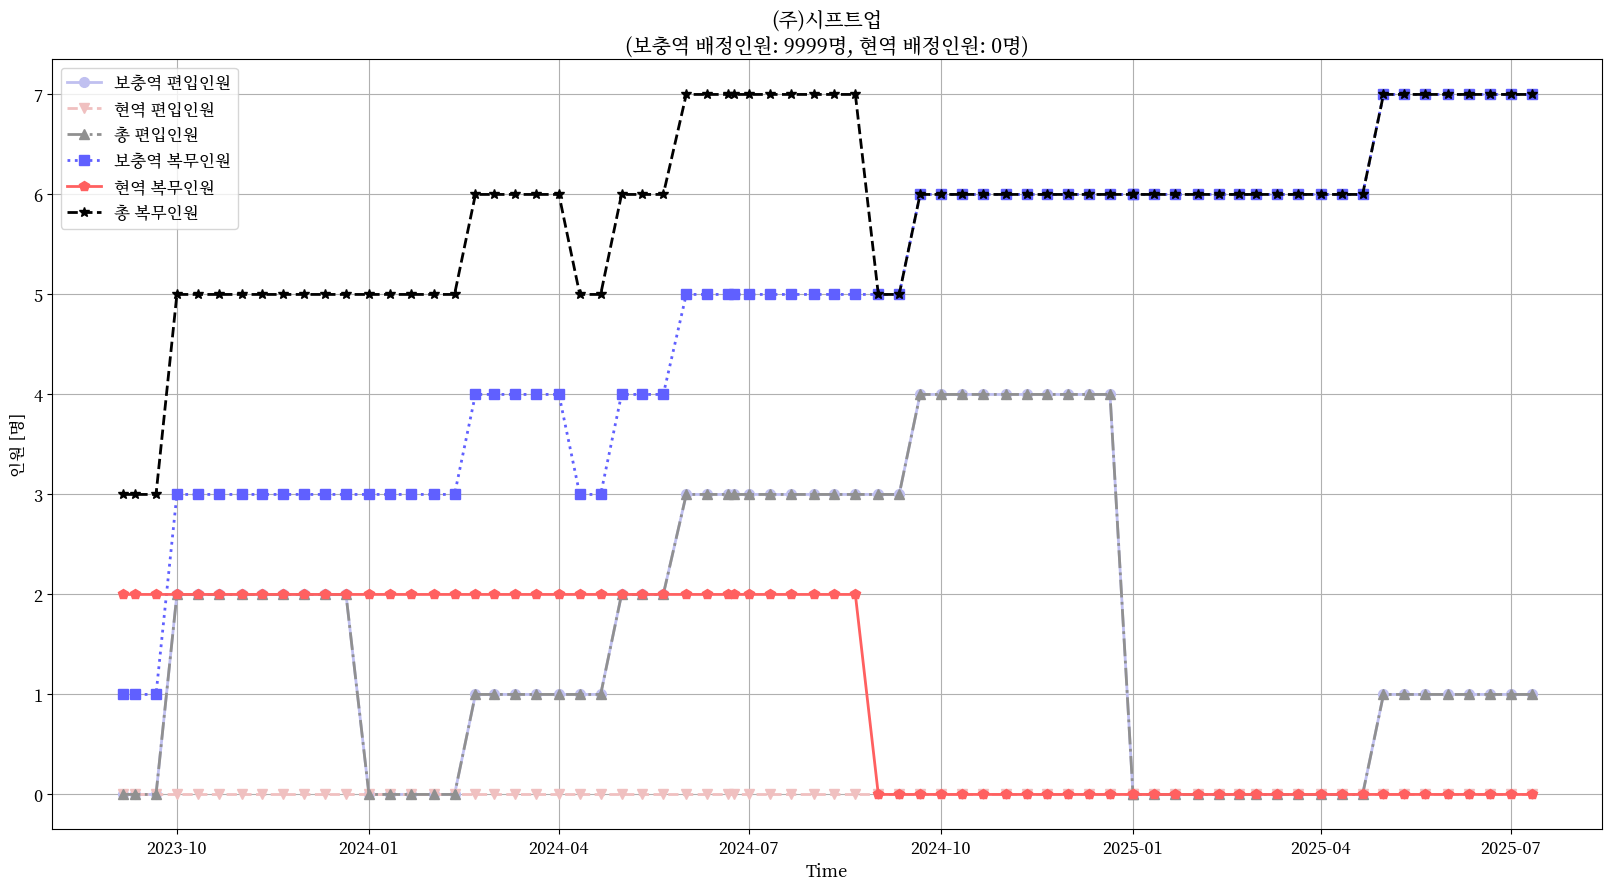 (주)시프트업
(보충역 배정인원: 9999명, 현역 배정인원: 0명)
보충역 편입인원
현역 편입인원
총 편입인원
보충역 복무인원
현역 복무인원
총 복무인원
인원 [명]
7
6
5
4
3
2
1
0
2023-10
2024-01
2024-04
2024-07
2024-10
2025-01
2025-04
2025-07
Time